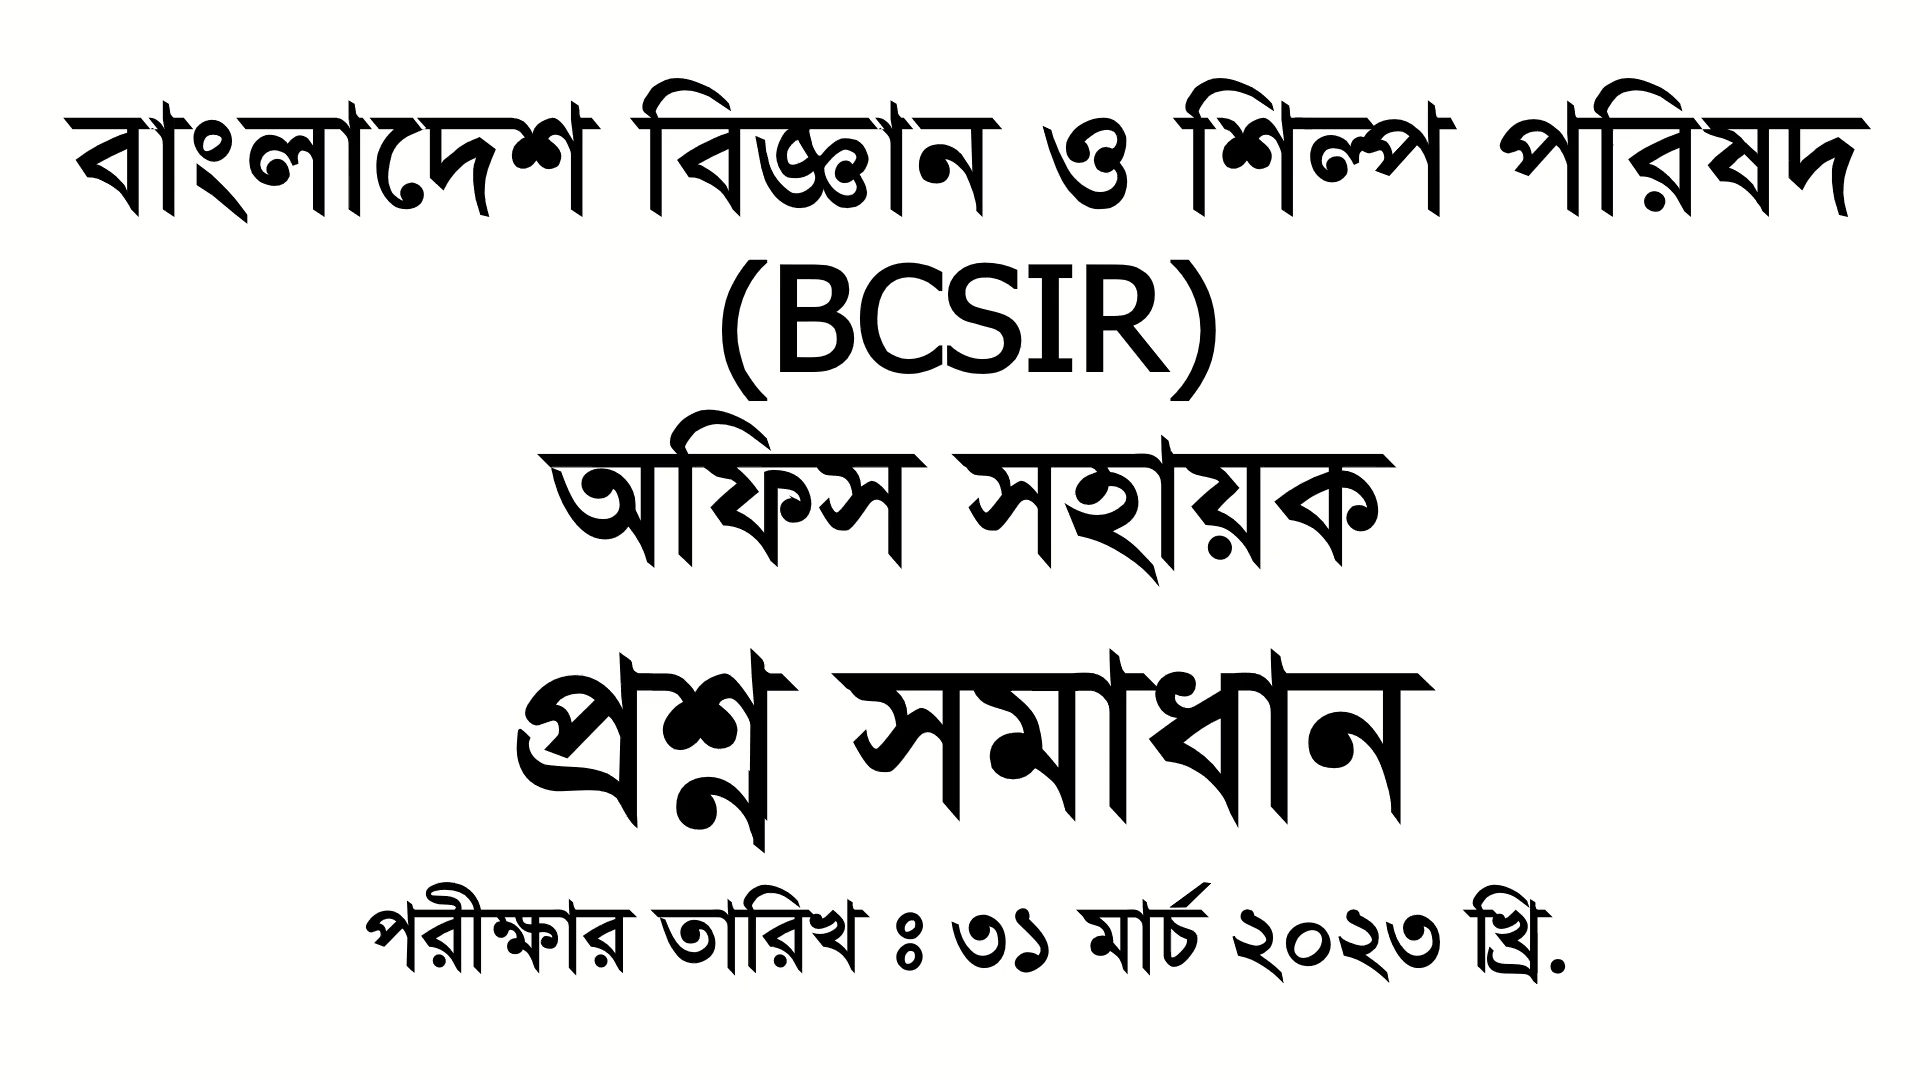 বাংলাদেশ বিজ্ঞান ও শিল্প পরিষদ
(BCSIR)
অফিস সহায়ক
প্রশ্ন সমাধান
পরীক্ষার তারিখ ঃ ৩১ মার্চ ২০২৩ খ্রি.